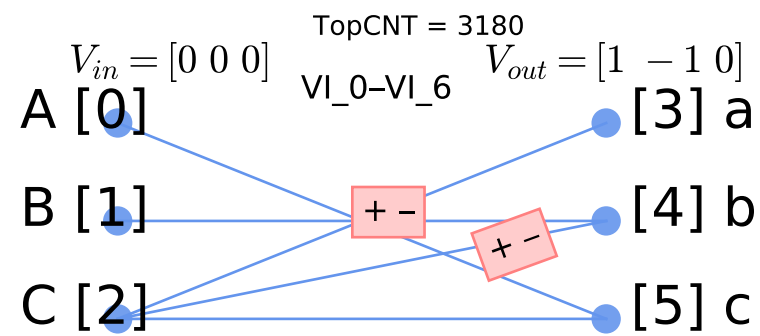 TopCNT = 3180
V_in = [0 0 0]
V_out = [1 −1 0]
VI_0–VI_6
A [0]
[3] a
B [1]
+ −
[4] b
+ −
C [2]
[5] c